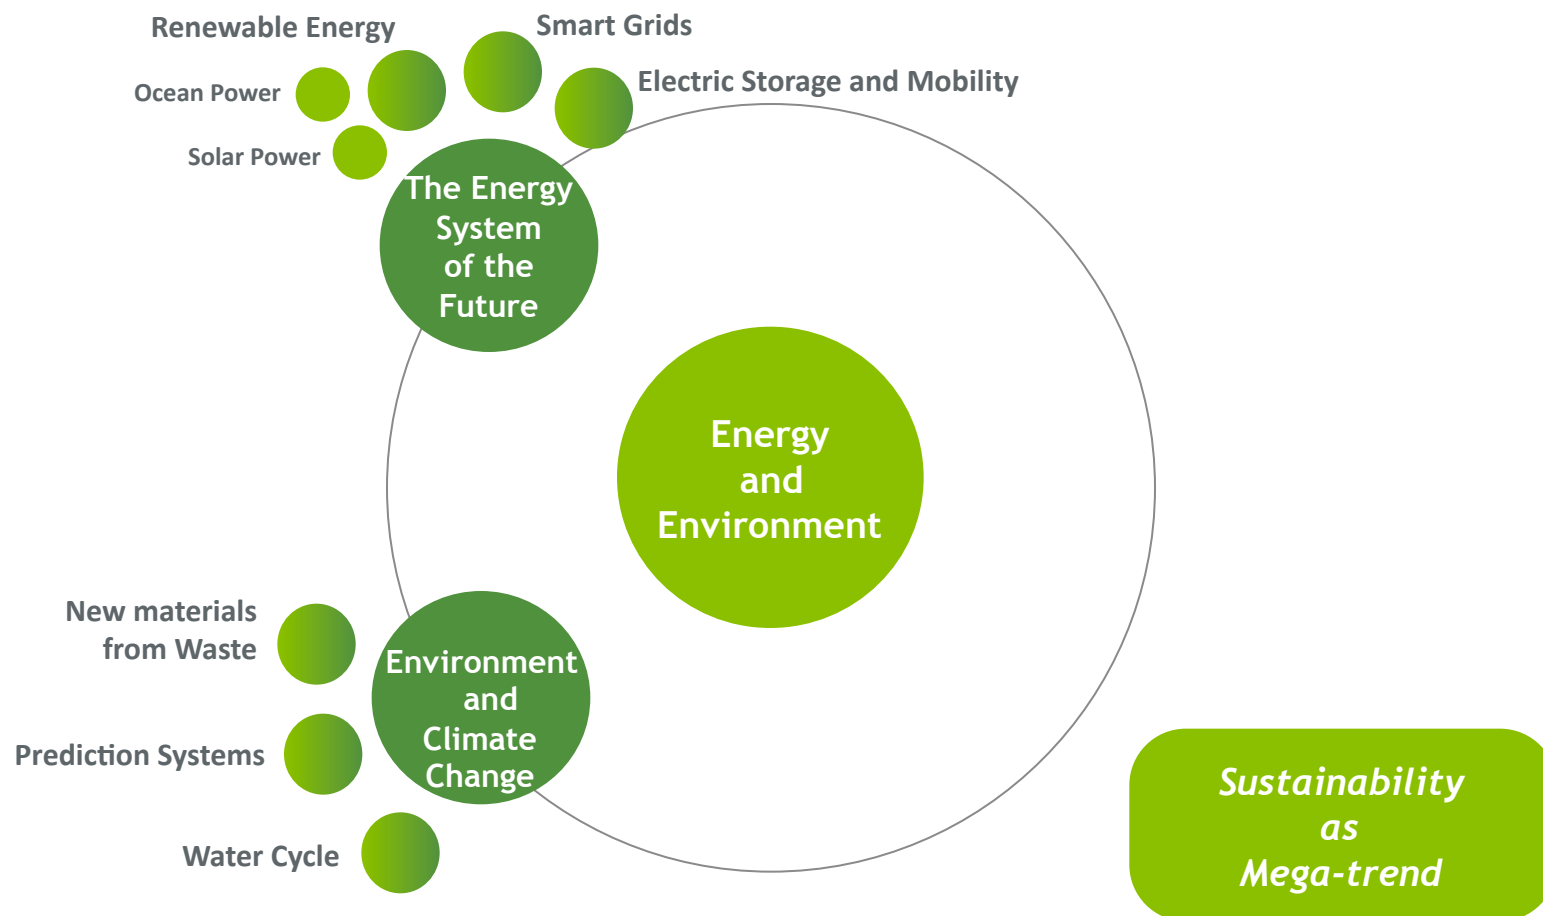 Renewable Energy
Smart Grids
Electric Storage and Mobility
Ocean Power
Solar Power
The Energy
System
of the
Future
Energy
and
Environment
New materials
from Waste
Environment
and
Climate
Change
Prediction Systems
Water Cycle
Sustainability
as
Mega-trend